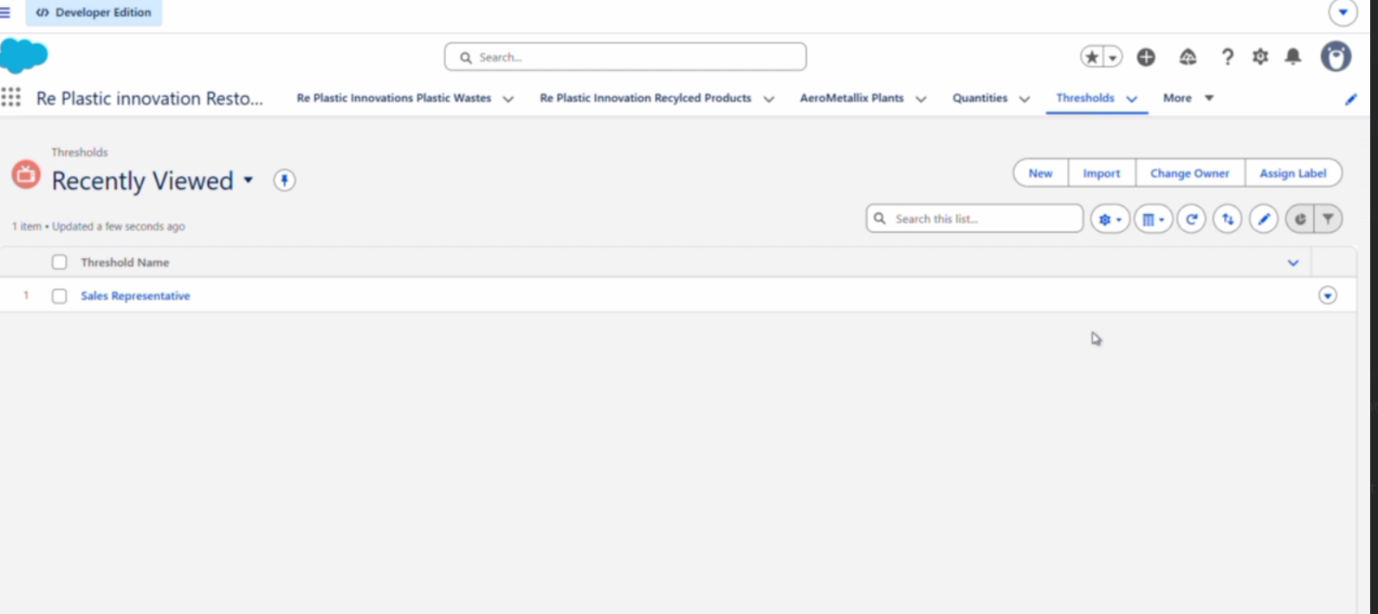 Developer Edition
Search...
Re Plastic innovation Resto...
Re Plastic Innovations Plastic Wastes
Re Plastic Innovation Recylced Products
AeroMetallix Plants
Quantities
Thresholds
More
Thresholds
Recently Viewed
New
Import
Change Owner
Assign Label
1 item • Updated a few seconds ago
Search this list...
Threshold Name
1
Sales Representative